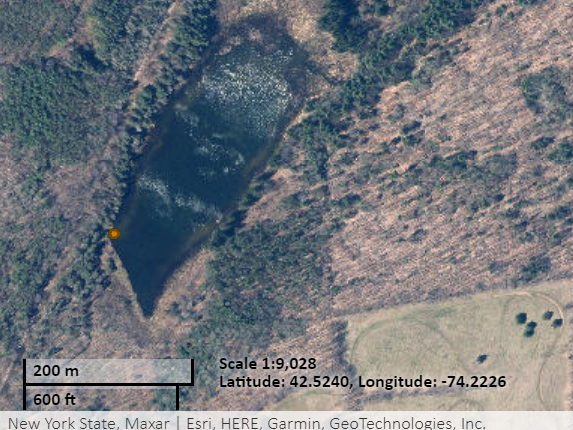 200 m
600 ft
Scale 1:9,028
Latitude: 42.5240, Longitude: -74.2226
New York State, Maxar | Esri, HERE, Garmin, GeoTechnologies, Inc.